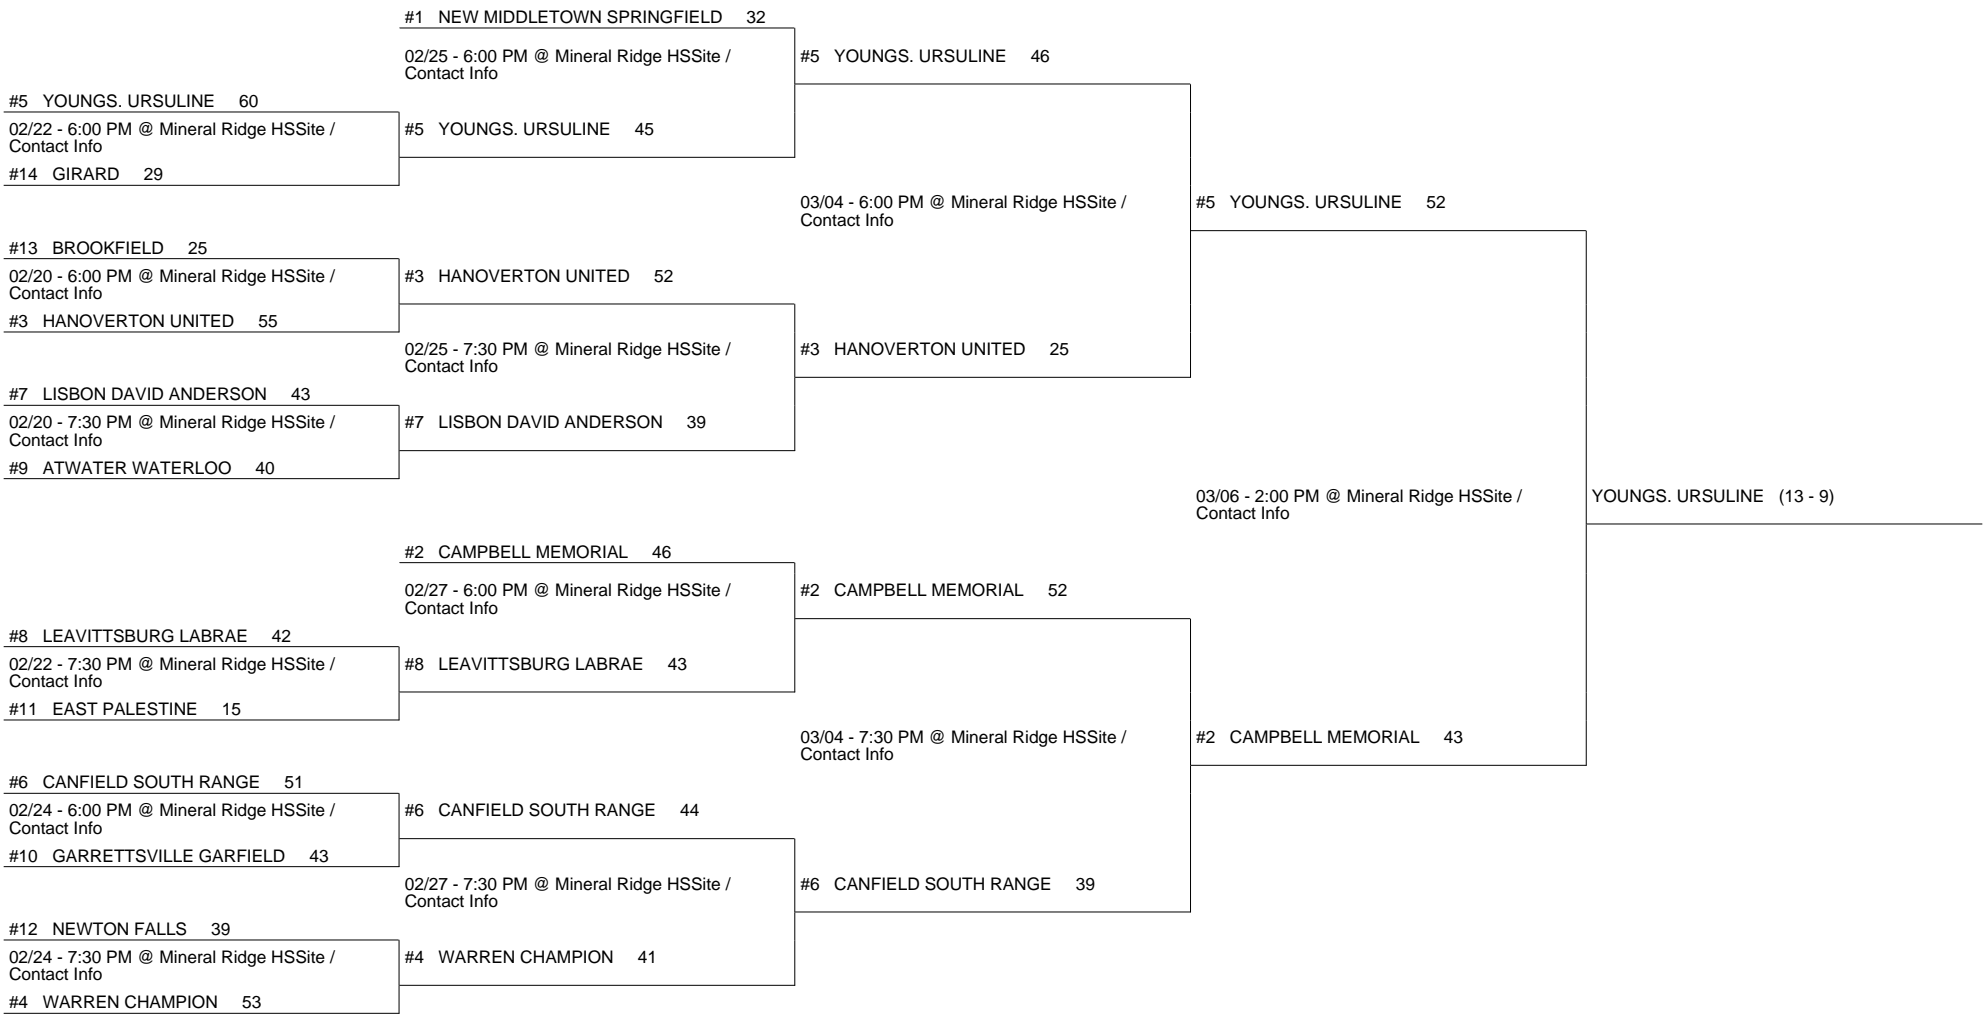 #1 NEW MIDDLETOWN SPRINGFIELD 32
02/25 - 6:00 PM @ Mineral Ridge HSSite /
Contact Info
#5 YOUNGS. URSULINE 46
#5 YOUNGS. URSULINE 60
02/22 - 6:00 PM @ Mineral Ridge HSSite /
Contact Info
#5 YOUNGS. URSULINE 45
#14 GIRARD 29
03/04 - 6:00 PM @ Mineral Ridge HSSite /
Contact Info
#5 YOUNGS. URSULINE 52
#13 BROOKFIELD 25
02/20 - 6:00 PM @ Mineral Ridge HSSite /
Contact Info
#3 HANOVERTON UNITED 52
#3 HANOVERTON UNITED 55
02/25 - 7:30 PM @ Mineral Ridge HSSite /
Contact Info
#3 HANOVERTON UNITED 25
#7 LISBON DAVID ANDERSON 43
02/20 - 7:30 PM @ Mineral Ridge HSSite /
Contact Info
#7 LISBON DAVID ANDERSON 39
#9 ATWATER WATERLOO 40
03/06 - 2:00 PM @ Mineral Ridge HSSite /
Contact Info
YOUNGS. URSULINE (13 - 9)
#2 CAMPBELL MEMORIAL 46
02/27 - 6:00 PM @ Mineral Ridge HSSite /
Contact Info
#2 CAMPBELL MEMORIAL 52
#8 LEAVITTSBURG LABRAE 42
02/22 - 7:30 PM @ Mineral Ridge HSSite /
Contact Info
#8 LEAVITTSBURG LABRAE 43
#11 EAST PALESTINE 15
03/04 - 7:30 PM @ Mineral Ridge HSSite /
Contact Info
#2 CAMPBELL MEMORIAL 43
#6 CANFIELD SOUTH RANGE 51
02/24 - 6:00 PM @ Mineral Ridge HSSite /
Contact Info
#6 CANFIELD SOUTH RANGE 44
#10 GARRETTSVILLE GARFIELD 43
02/27 - 7:30 PM @ Mineral Ridge HSSite /
Contact Info
#6 CANFIELD SOUTH RANGE 39
#12 NEWTON FALLS 39
02/24 - 7:30 PM @ Mineral Ridge HSSite /
Contact Info
#4 WARREN CHAMPION 41
#4 WARREN CHAMPION 53